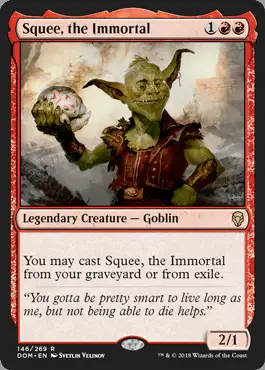 Squee, the Immortal 1
Legendary Creature — Goblin
You may cast Squee, the Immortal
from your graveyard or from exile.
“You gotta be pretty smart to live long as
me, but not being able to die helps.”
2/1
146/269 R
DOM • EN SVETLIN VELINOV ™ & © 2018 Wizards of the Coast